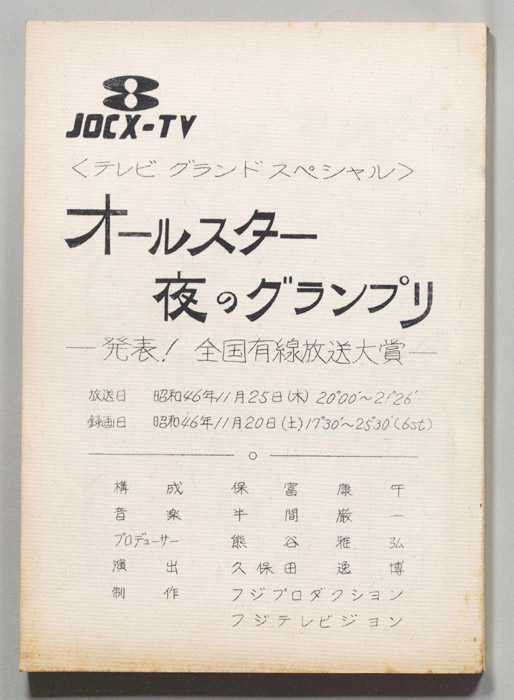 JOCX-TV
〈テレビ グランド スペシャル〉
オールスター
夜のグランプリ
―発表! 全国有線放送大賞―
放送日 昭和46年11月25日(木) 20°00′〜21°26′
録画日 昭和46年11月20日(土) 17°30′〜25°30′(6st)
構成 保富康午
音楽 半間巌一
プロデューサー 熊谷雅弘
演出 久保田逸博
制作 フジプロダクション
フジテレビジョン